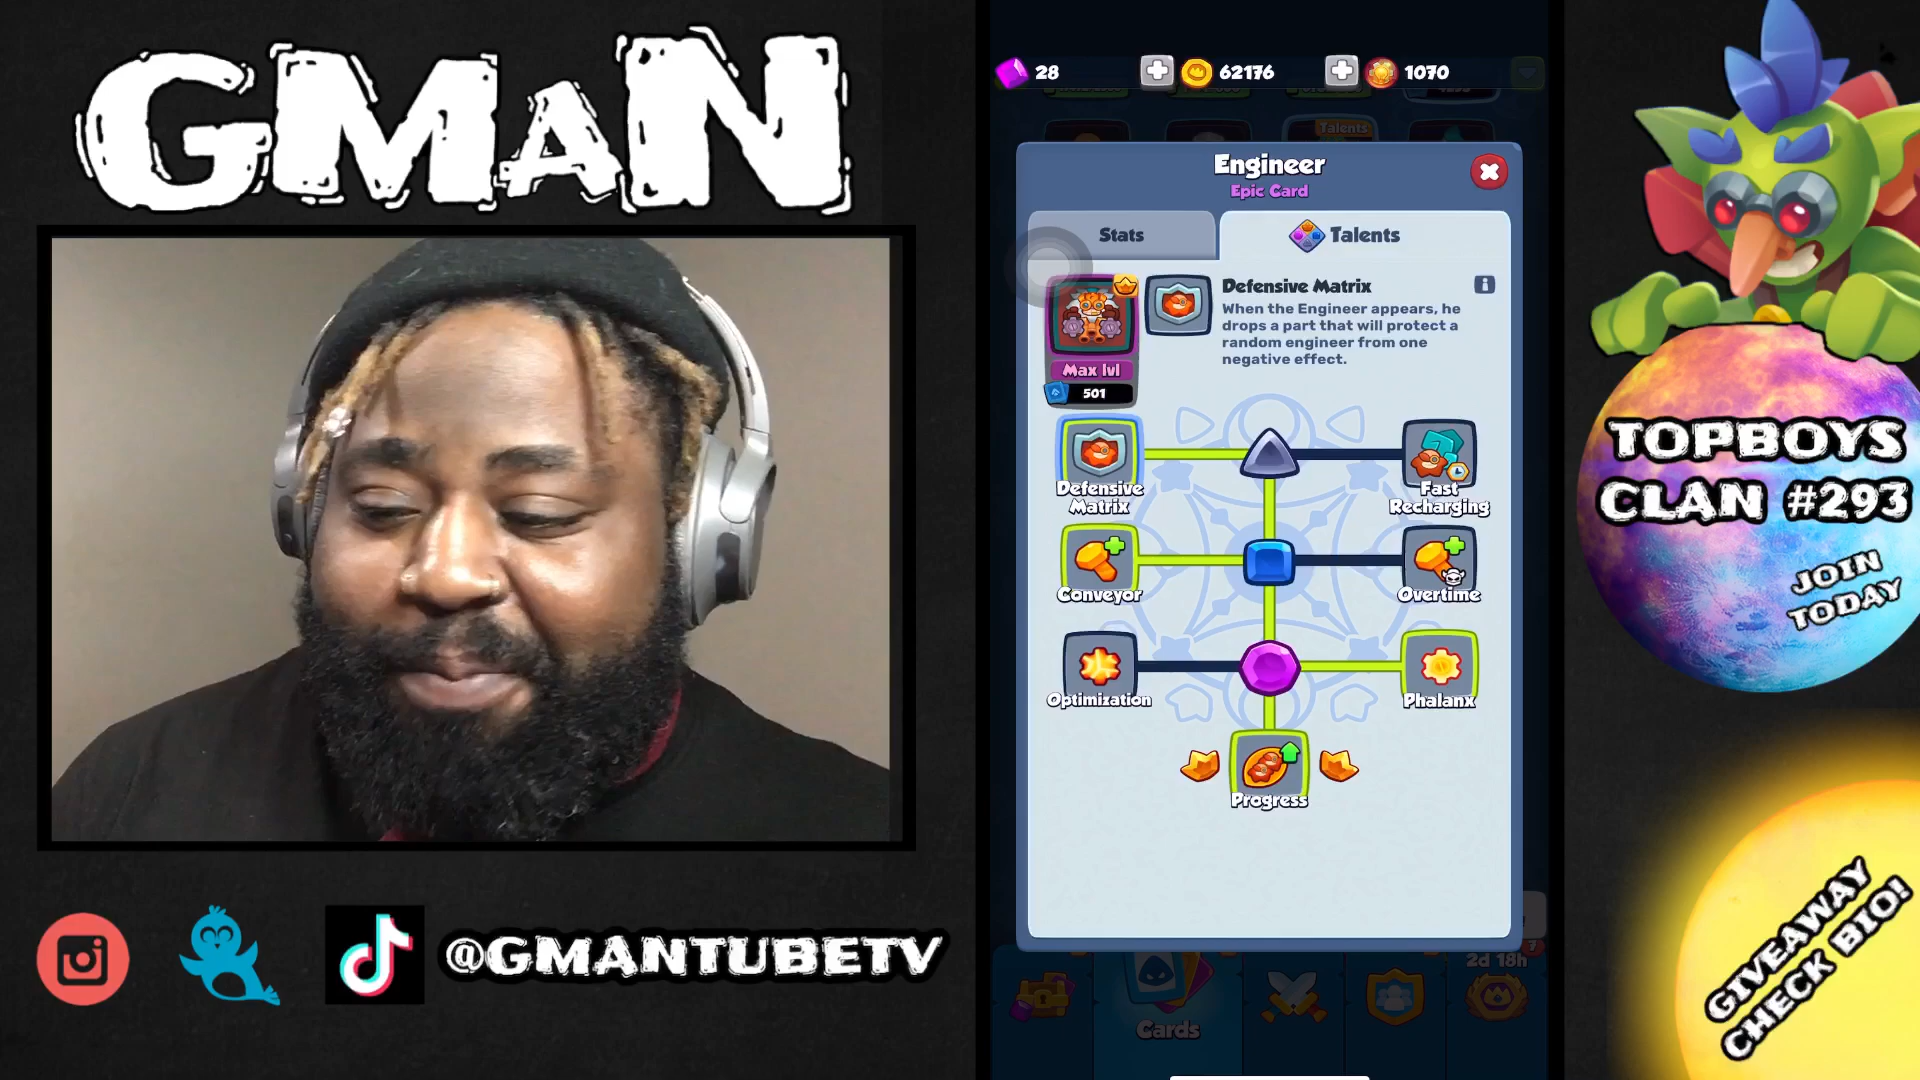 GMAN
@GMANTUBETV
28
62176
1070
Talents
Engineer
Epic Card
Stats
Talents
Defensive Matrix
When the Engineer appears, he
drops a part that will protect a
random engineer from one
negative effect.
Max lvl
501
Defensive
Matrix
Fast
Recharging
Conveyor
Overtime
Optimization
Phalanx
Progress
2d 18h
7
Cards
TOPBOYS
CLAN #293
JOIN
TODAY
GIVEAWAY
CHECK BIO!